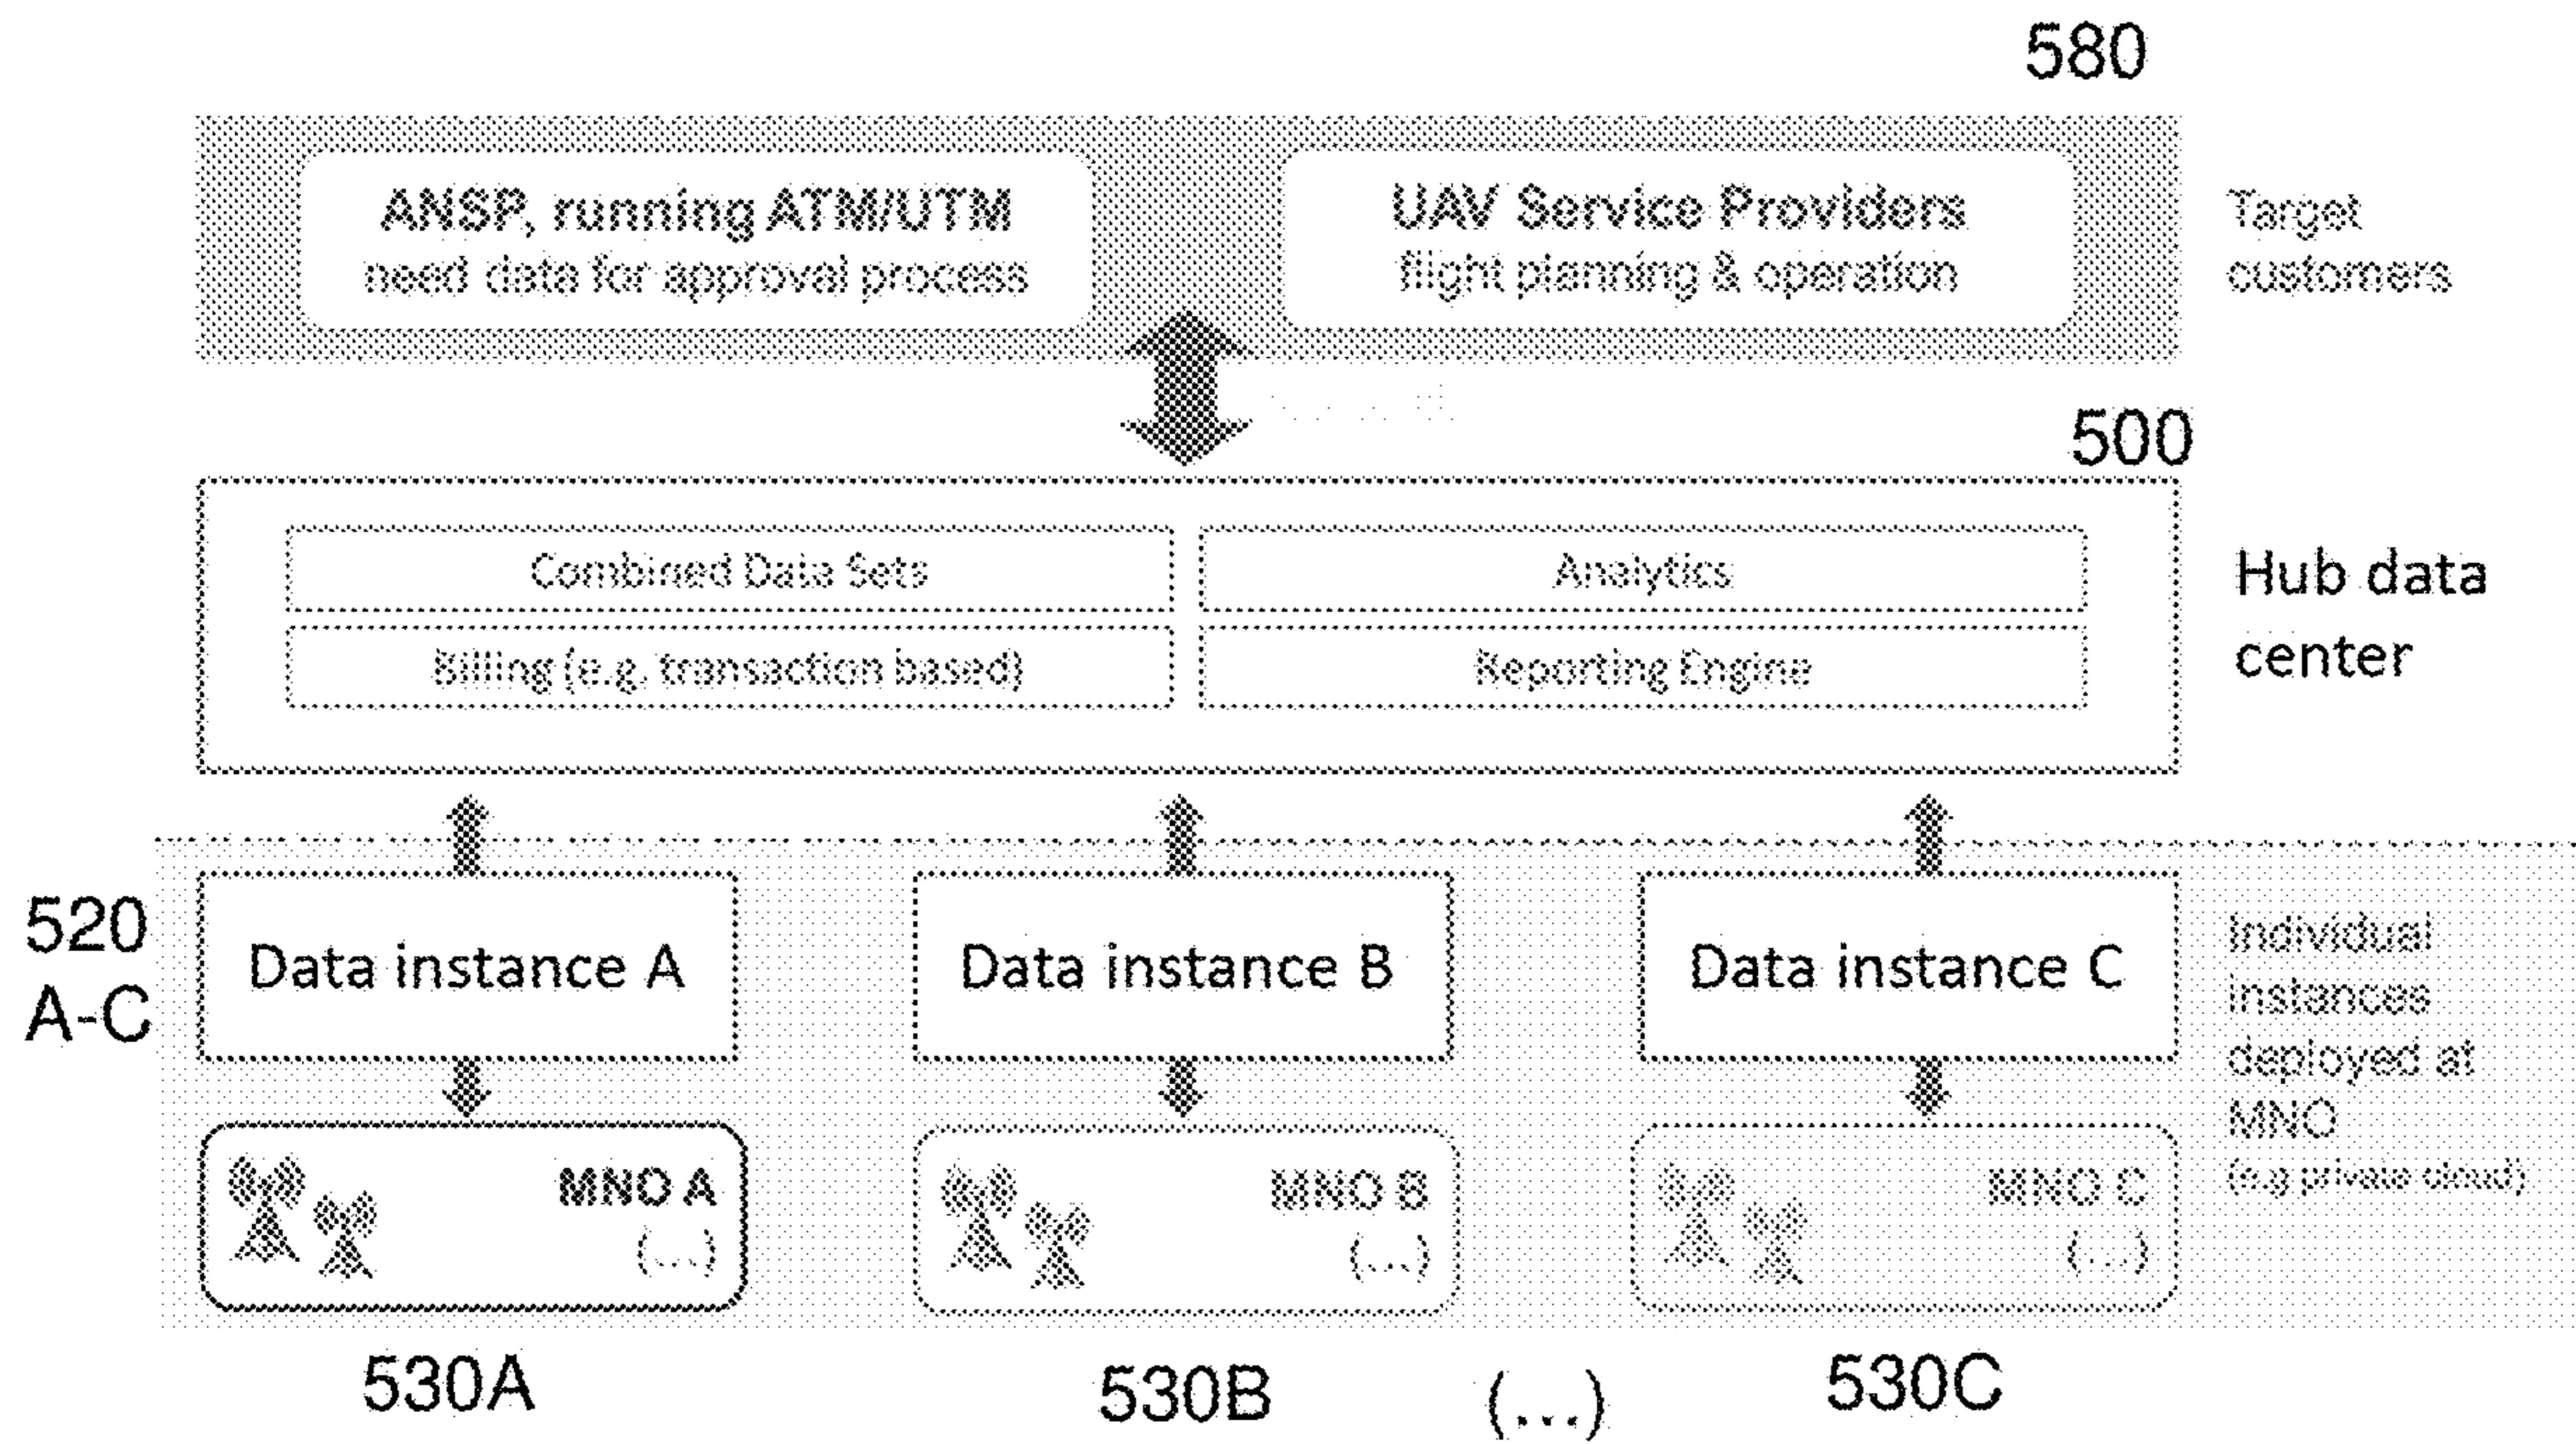 580
ANSP, running ATM/UTM
need data for approval process
UAV Service Providers
flight planning & operation
Target
customers
500
Combined Data Sets
Analytics
Billing (e.g. transaction based)
Reporting Engine
Hub data
center
520
A-C
Data instance A
Data instance B
Data instance C
Individual
instances
deployed at
MNO
(e.g private cloud)
MNO A
(...)
MNO B
(...)
MNO C
(...)
530A
530B
(...)
530C